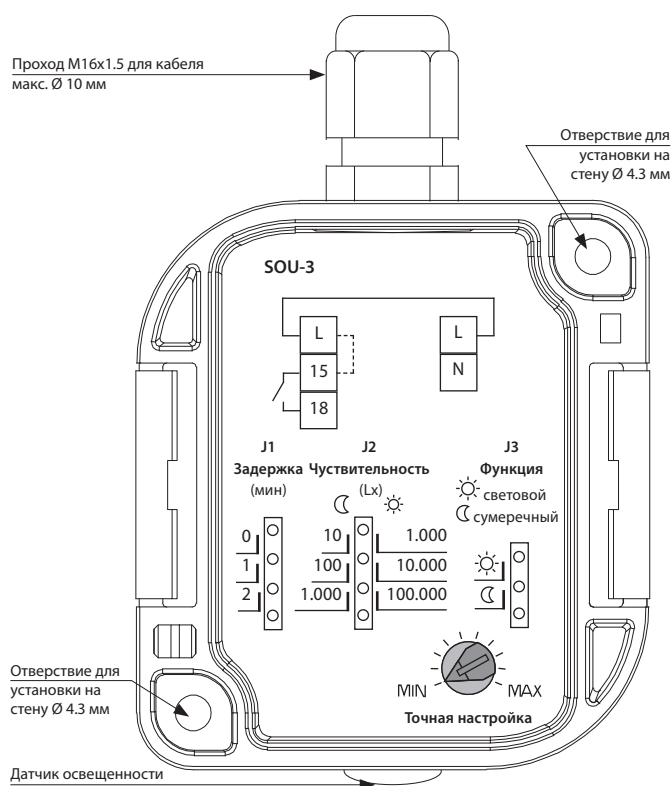 Проход M16x1.5 для кабеля
макс. Ø 10 мм
Отверстие для
установки на
стену Ø 4.3 мм
SOU-3
L
15
18
L
N
J1
Задержка
(мин)
0
1
2
J2
Чуствительность
(Lx)
10 1.000
100 10.000
1.000 100.000
J3
Функция
световой
сумеречный
MIN MAX
Точная настройка
Отверстие для
установки на
стену Ø 4.3 мм
Датчик освещенности